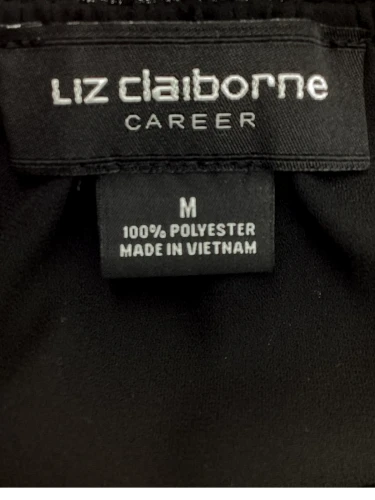 Liz claiborne
CAREER
M
100% POLYESTER
MADE IN VIETNAM